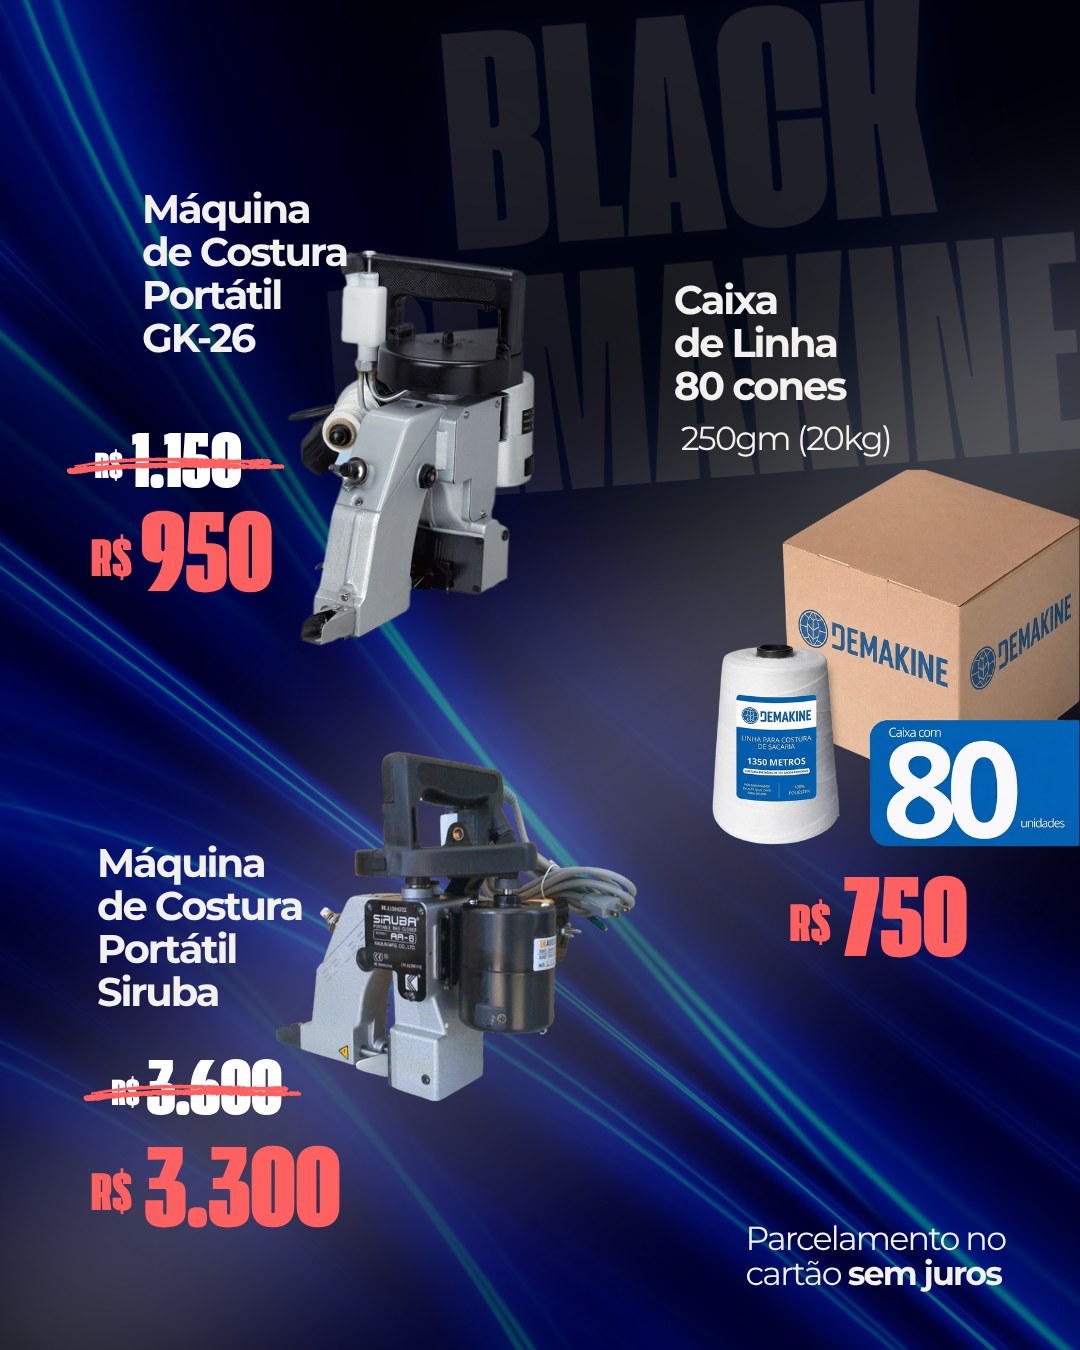 BLACK
DEMAKINE
Máquina
de Costura
Portátil
GK-26
R$ 1.150
R$ 950
Caixa
de Linha
80 cones
250gm (20kg)
DEMAKINE
DEMAKINE
DEMAKINE
LINHA PARA COSTURA
DE SACARIA
1350 METROS
100%
POLIÉSTER
Caixa com
80
unidades
R$ 750
Máquina
de Costura
Portátil
Siruba
SIRUBA
PORTABLE BAG CLOSER
AA-6
R$ 3.600
R$ 3.300
Parcelamento no
cartão sem juros